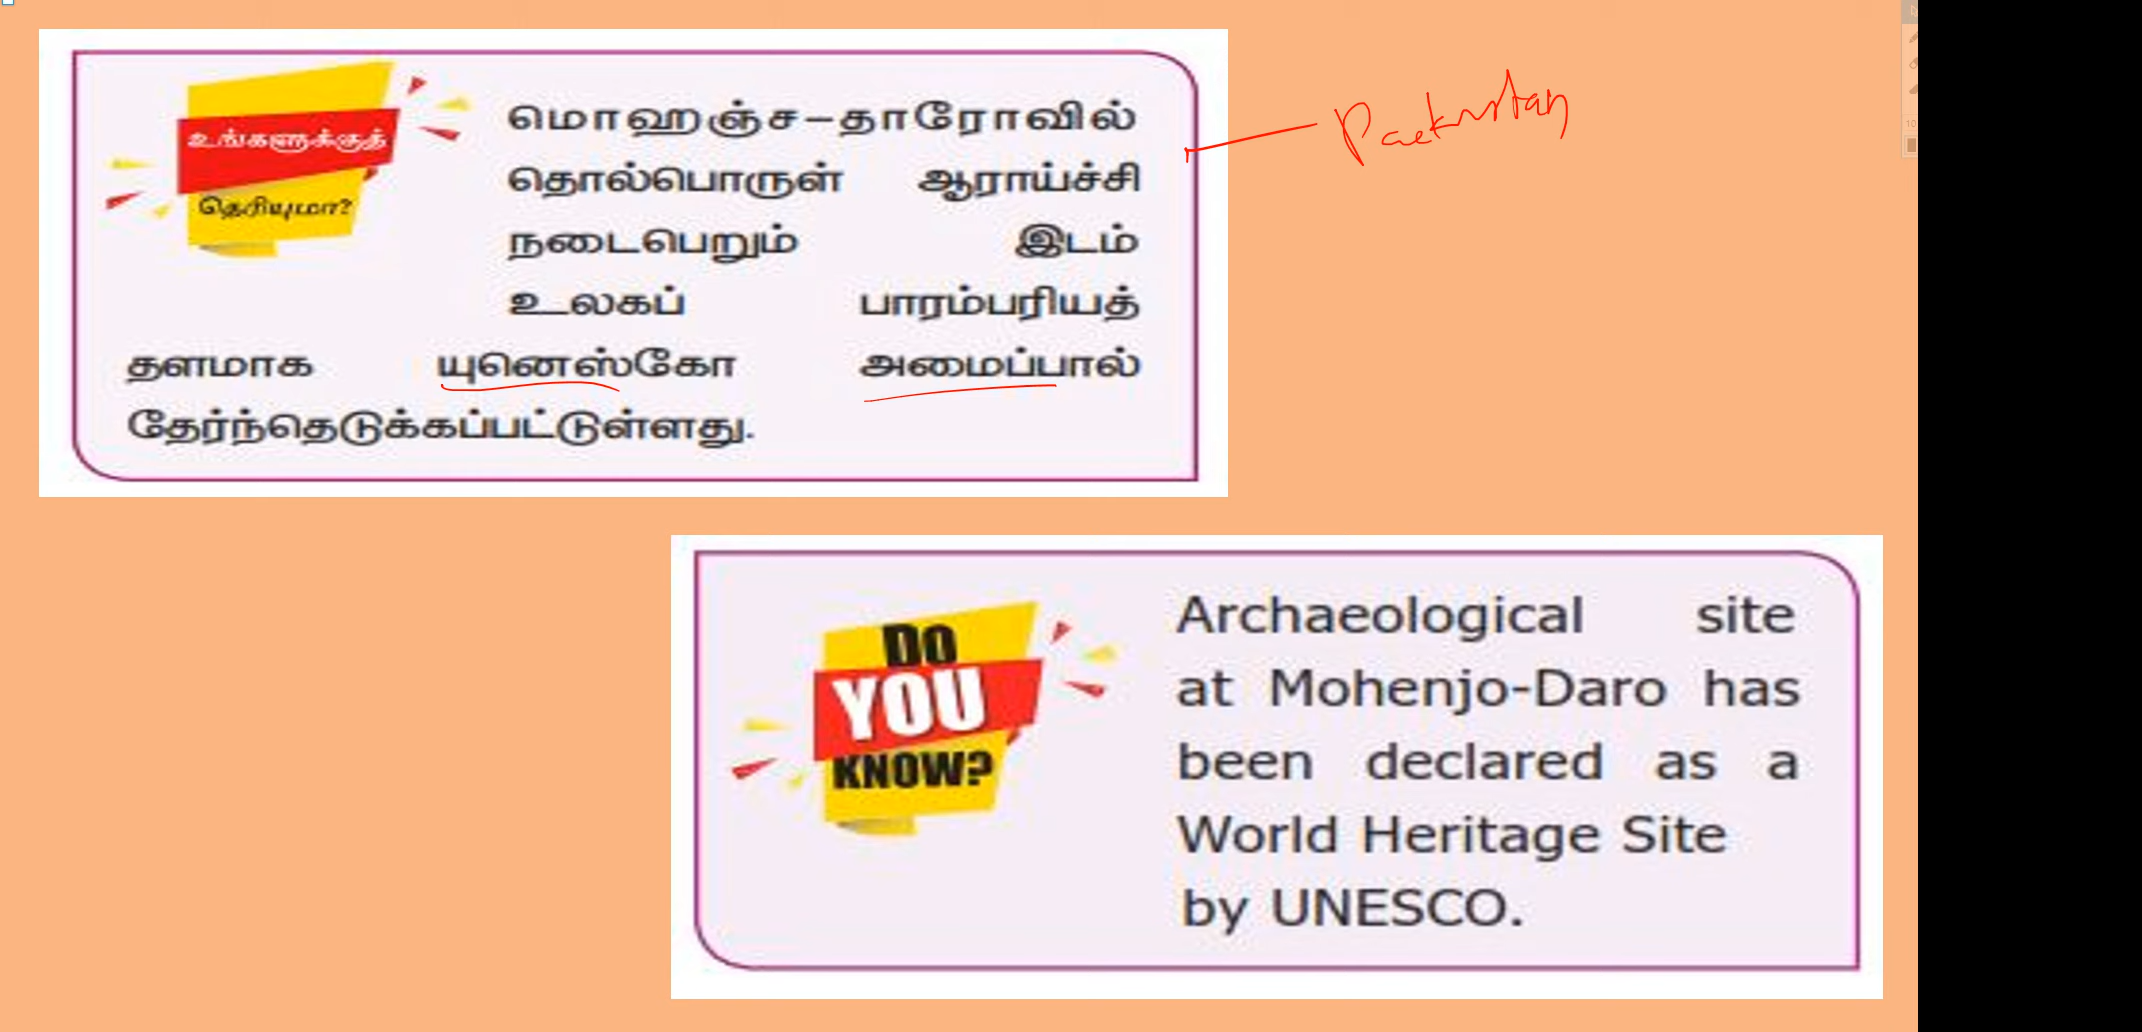 உங்களுக்குத்
தெரியுமா?
மொஹஞ்ச-தாரோவில்
தொல்பொருள் ஆராய்ச்சி
நடைபெறும் இடம்
உலகப் பாரம்பரியத்
தளமாக யுனெஸ்கோ அமைப்பால்
தேர்ந்தெடுக்கப்பட்டுள்ளது.
DO
YOU
KNOW?
Archaeological site
at Mohenjo-Daro has
been declared as a
World Heritage Site
by UNESCO.